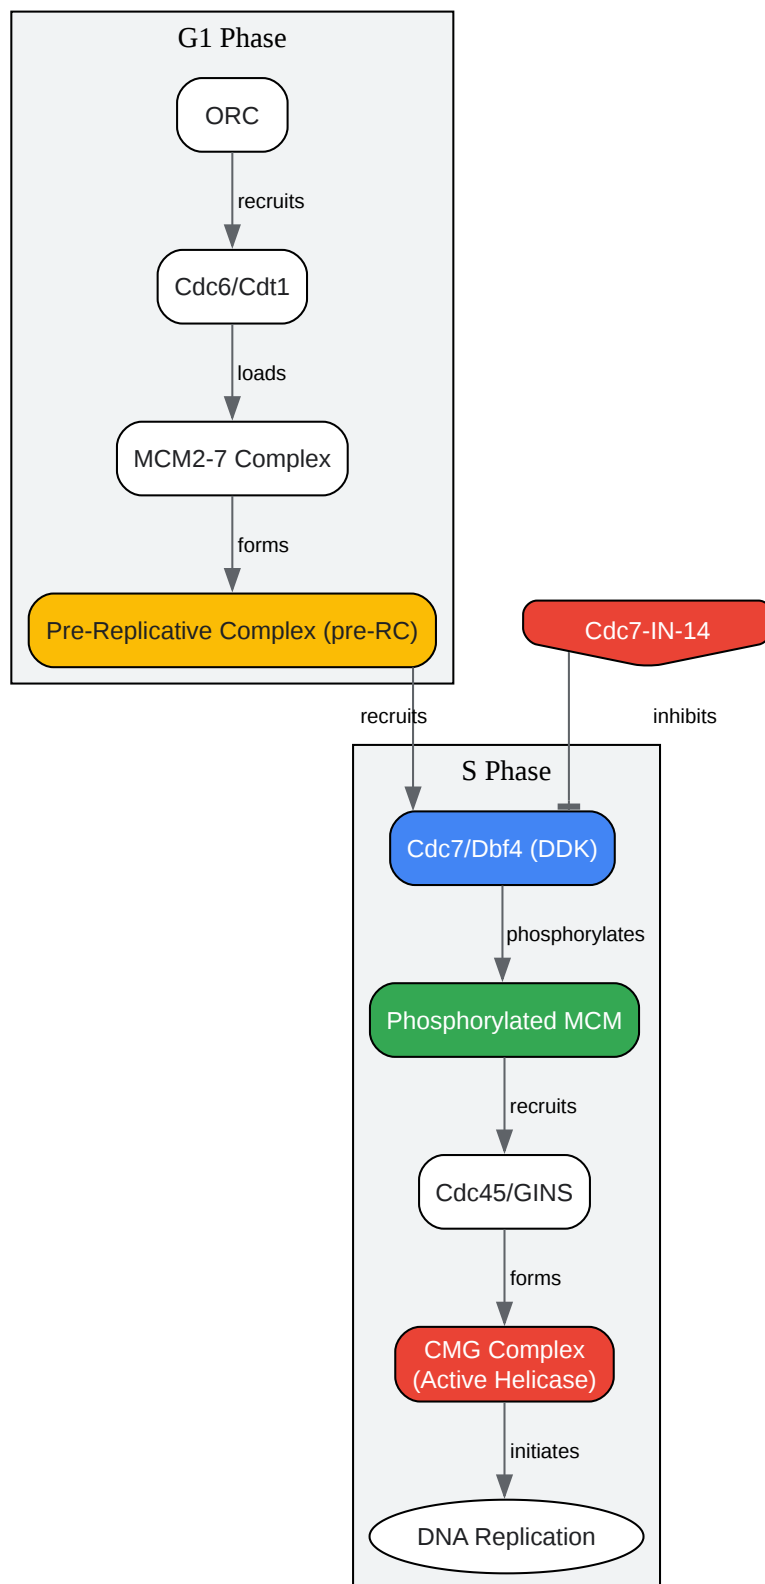 G1 Phase
ORC
recruits
Cdc6/Cdt1
loads
MCM2-7 Complex
forms
Pre-Replicative Complex (pre-RC)
Cdc7-IN-14
recruits
inhibits
S Phase
Cdc7/Dbf4 (DDK)
phosphorylates
Phosphorylated MCM
recruits
Cdc45/GINS
forms
CMG Complex
(Active Helicase)
initiates
DNA Replication